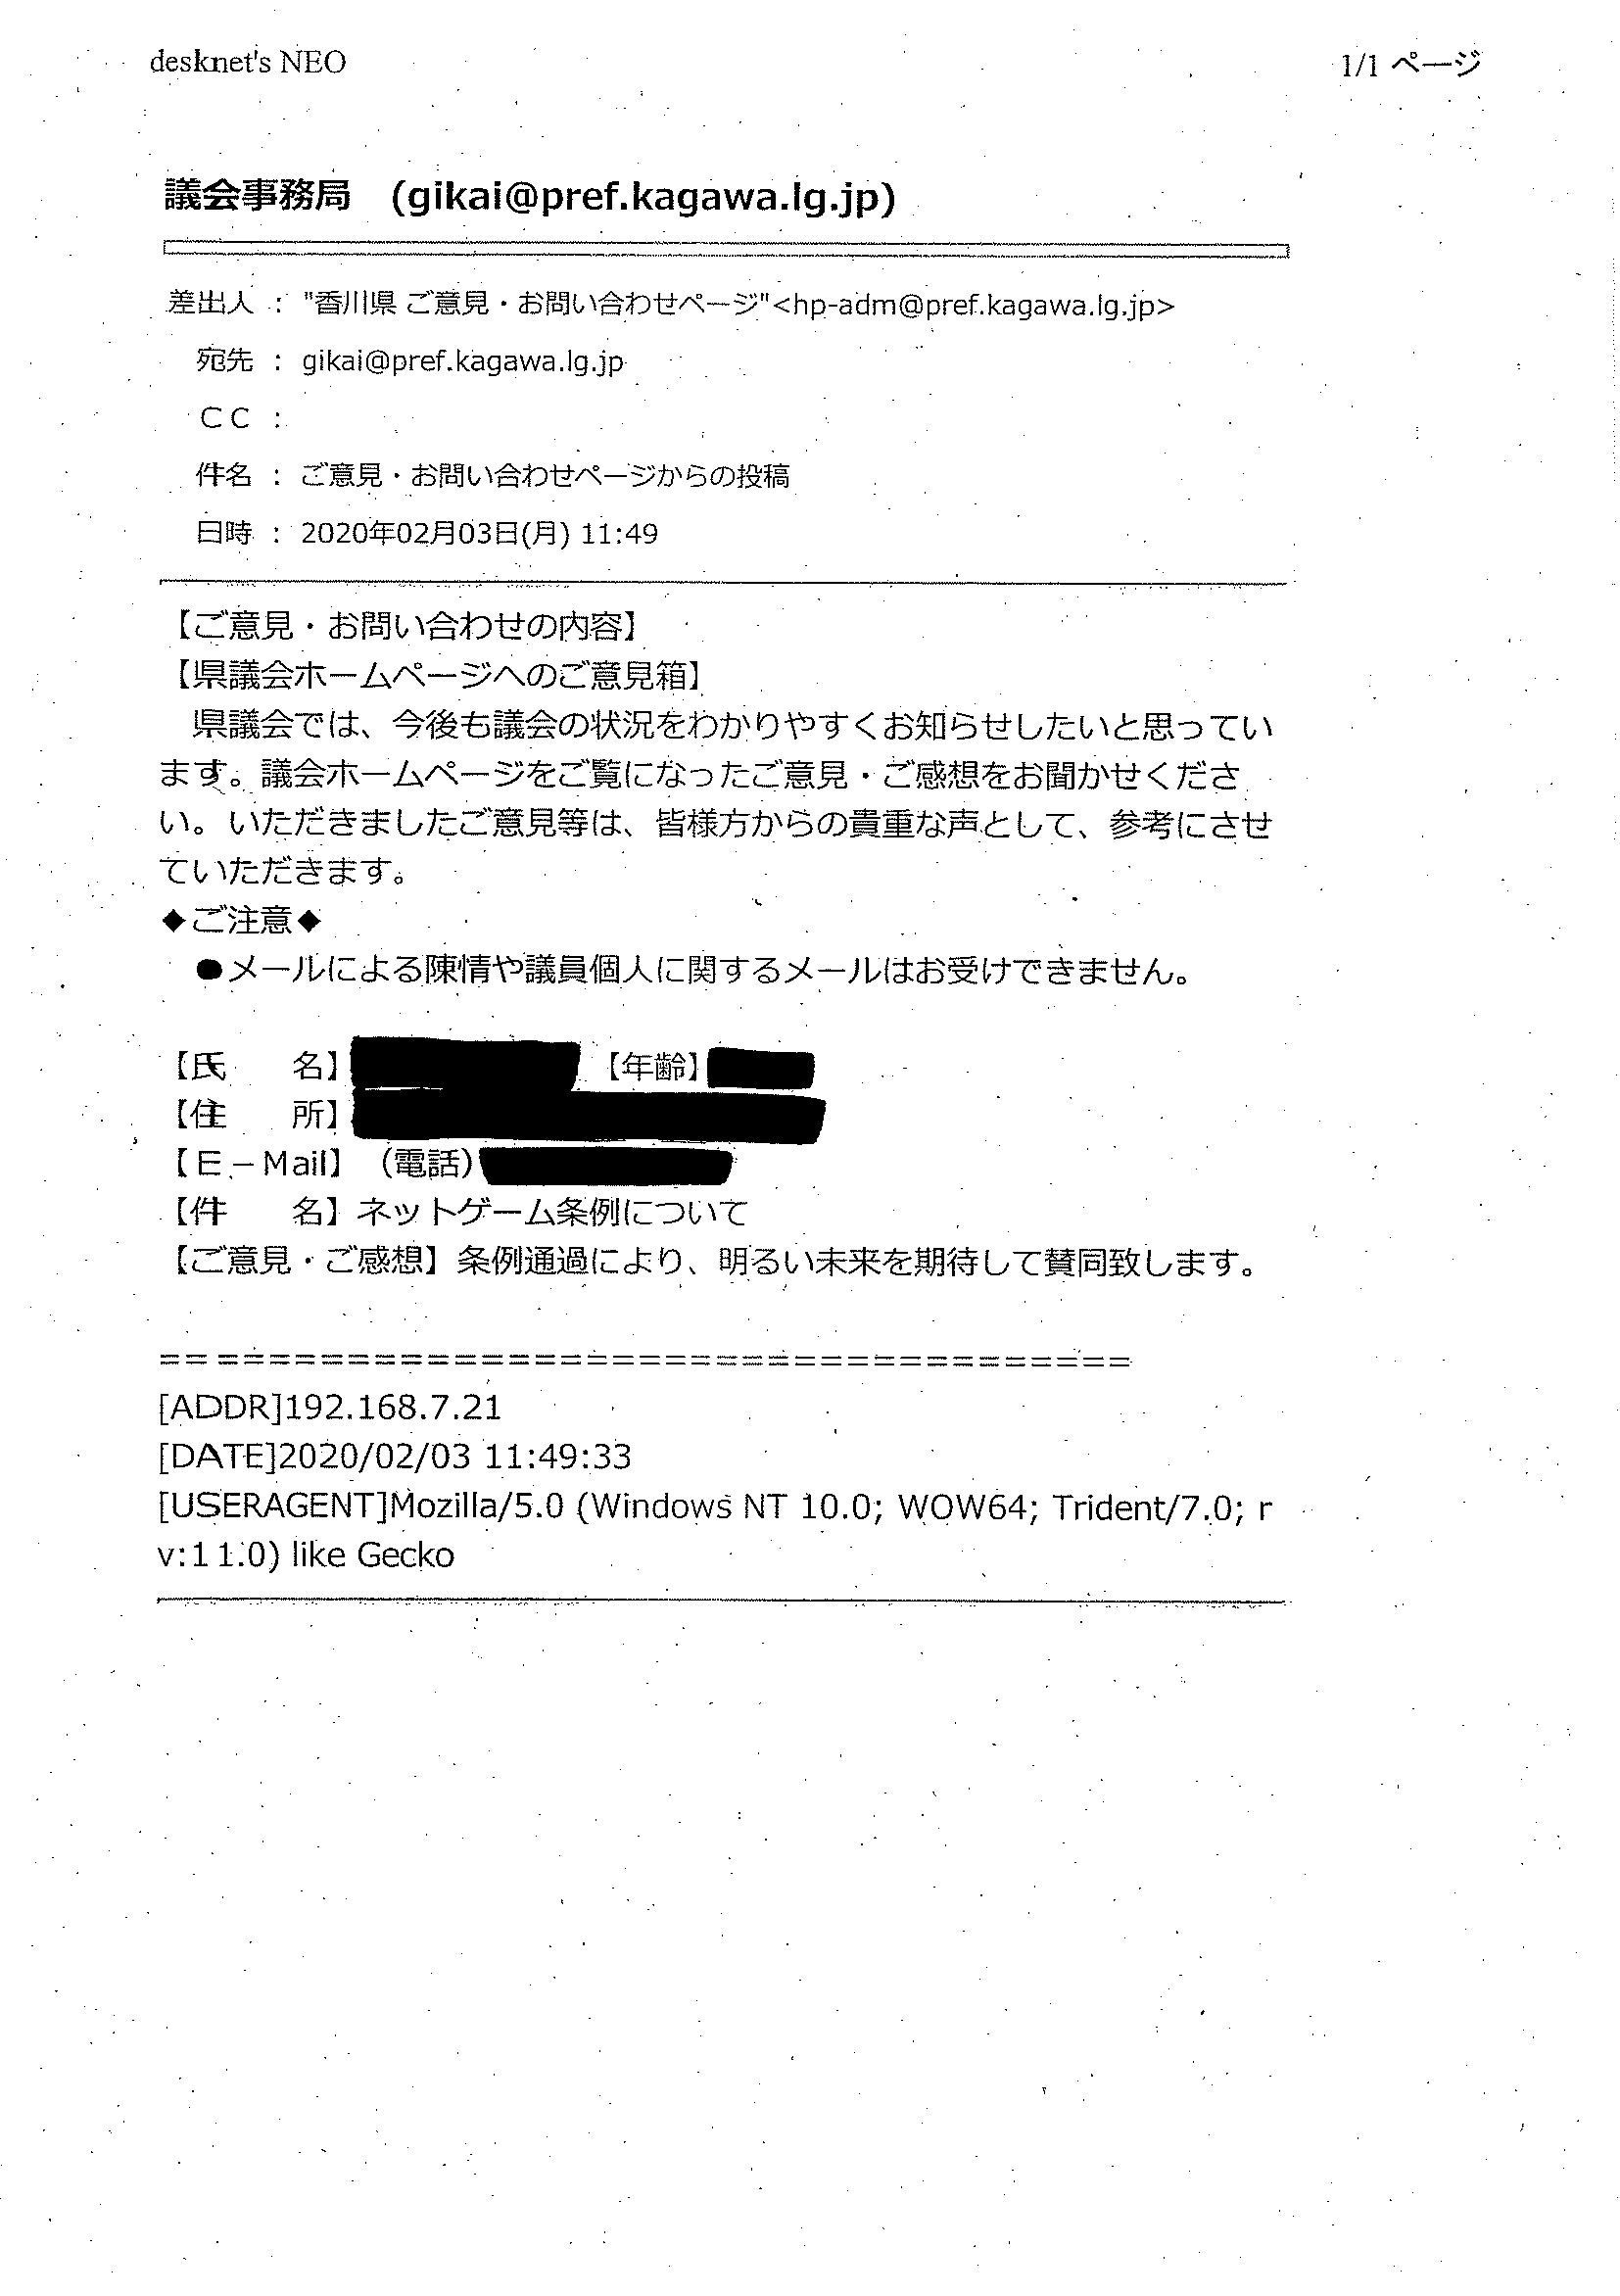 desknet's NEO 1/1 ページ
議会事務局 (gikai@pref.kagawa.lg.jp)
差出人 : "香川県 ご意見・お問い合わせページ"<hp-adm@pref.kagawa.lg.jp>
宛先 : gikai@pref.kagawa.lg.jp
ＣＣ :
件名 : ご意見・お問い合わせページからの投稿
日時 : 2020年02月03日(月) 11:49
【ご意見・お問い合わせの内容】
【県議会ホームページへのご意見箱】
　県議会では、今後も議会の状況をわかりやすくお知らせしたいと思ってい
ます。議会ホームページをご覧になったご意見・ご感想をお聞かせくださ
い。いただきましたご意見等は、皆様方からの貴重な声として、参考にさせ
ていただきます。
◆ご注意◆
　●メールによる陳情や議員個人に関するメールはお受けできません。
【氏　　名】 【年齢】
【住　　所】
【Ｅ－Mail】（電話）
【件　　名】ネットゲーム条例について
【ご意見・ご感想】条例通過により、明るい未来を期待して賛同致します。
=====================================
[ADDR]192.168.7.21
[DATE]2020/02/03 11:49:33
[USERAGENT]Mozilla/5.0 (Windows NT 10.0; WOW64; Trident/7.0; r
v:11.0) like Gecko